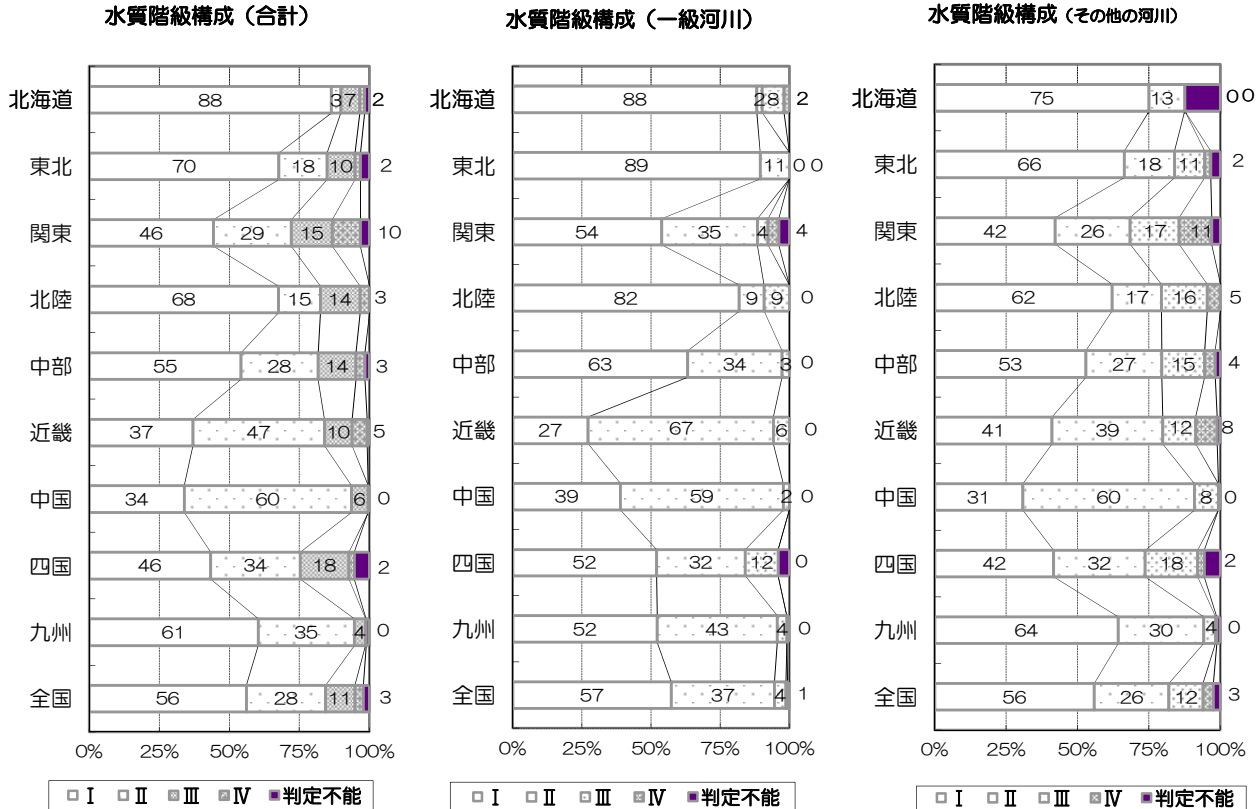 水質階級構成（合計）
北海道 88 3 7 2
東北 70 18 10 2
関東 46 29 15 10
北陸 68 15 14 3
中部 55 28 14 3
近畿 37 47 10 5
中国 34 60 6 0
四国 46 34 18 2
九州 61 35 4 0
全国 56 28 11 3
0% 25% 50% 75% 100%
Ⅰ Ⅱ Ⅲ Ⅳ 判定不能
水質階級構成（一級河川）
北海道 88 2 8 2
東北 89 11 0 0
関東 54 35 4 4
北陸 82 9 9 0
中部 63 34 3 0
近畿 27 67 6 0
中国 39 59 2 0
四国 52 32 12 0
九州 52 43 4 0
全国 57 37 4 1
0% 25% 50% 75% 100%
Ⅰ Ⅱ Ⅲ Ⅳ 判定不能
水質階級構成（その他の河川）
北海道 75 13 0 0
東北 66 18 11 2
関東 42 26 17 11
北陸 62 17 16 5
中部 53 27 15 4
近畿 41 39 12 8
中国 31 60 8 0
四国 42 32 18 2
九州 64 30 4 0
全国 56 26 12 3
0% 25% 50% 75% 100%
Ⅰ Ⅱ Ⅲ Ⅳ 判定不能